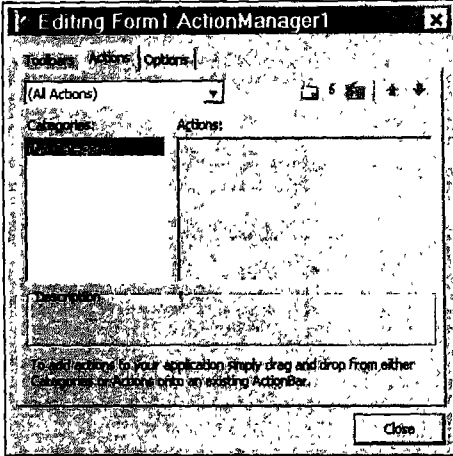 Editing Form1.ActionManager1
Toolbars Actions Options
(All Actions)
Categories: Actions:
Description
To add actions to your application simply drag and drop from either
Categories or Actions onto an existing ActionBar.
Close